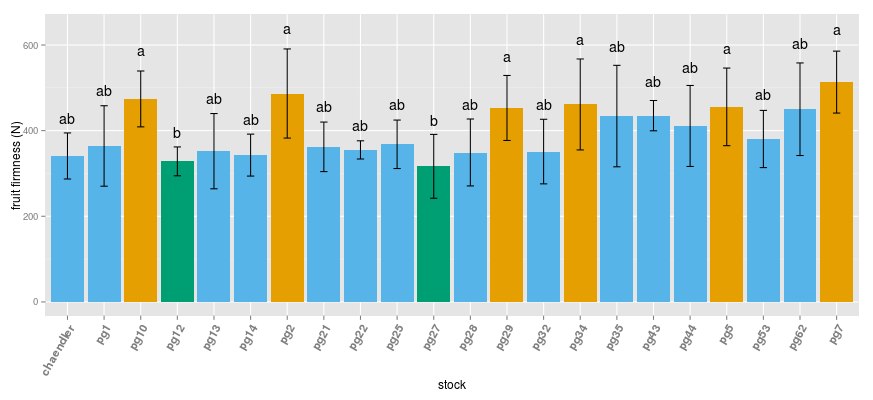 fruit firmness (N)
600
400
200
0
ab
ab
a
b
ab
ab
a
ab
ab
ab
b
ab
a
ab
a
ab
ab
ab
a
ab
ab
a
chaendler
pg1
pg10
pg12
pg13
pg14
pg2
pg21
pg22
pg25
pg27
pg28
pg29
pg32
pg34
pg35
pg43
pg44
pg5
pg53
pg62
pg7
stock